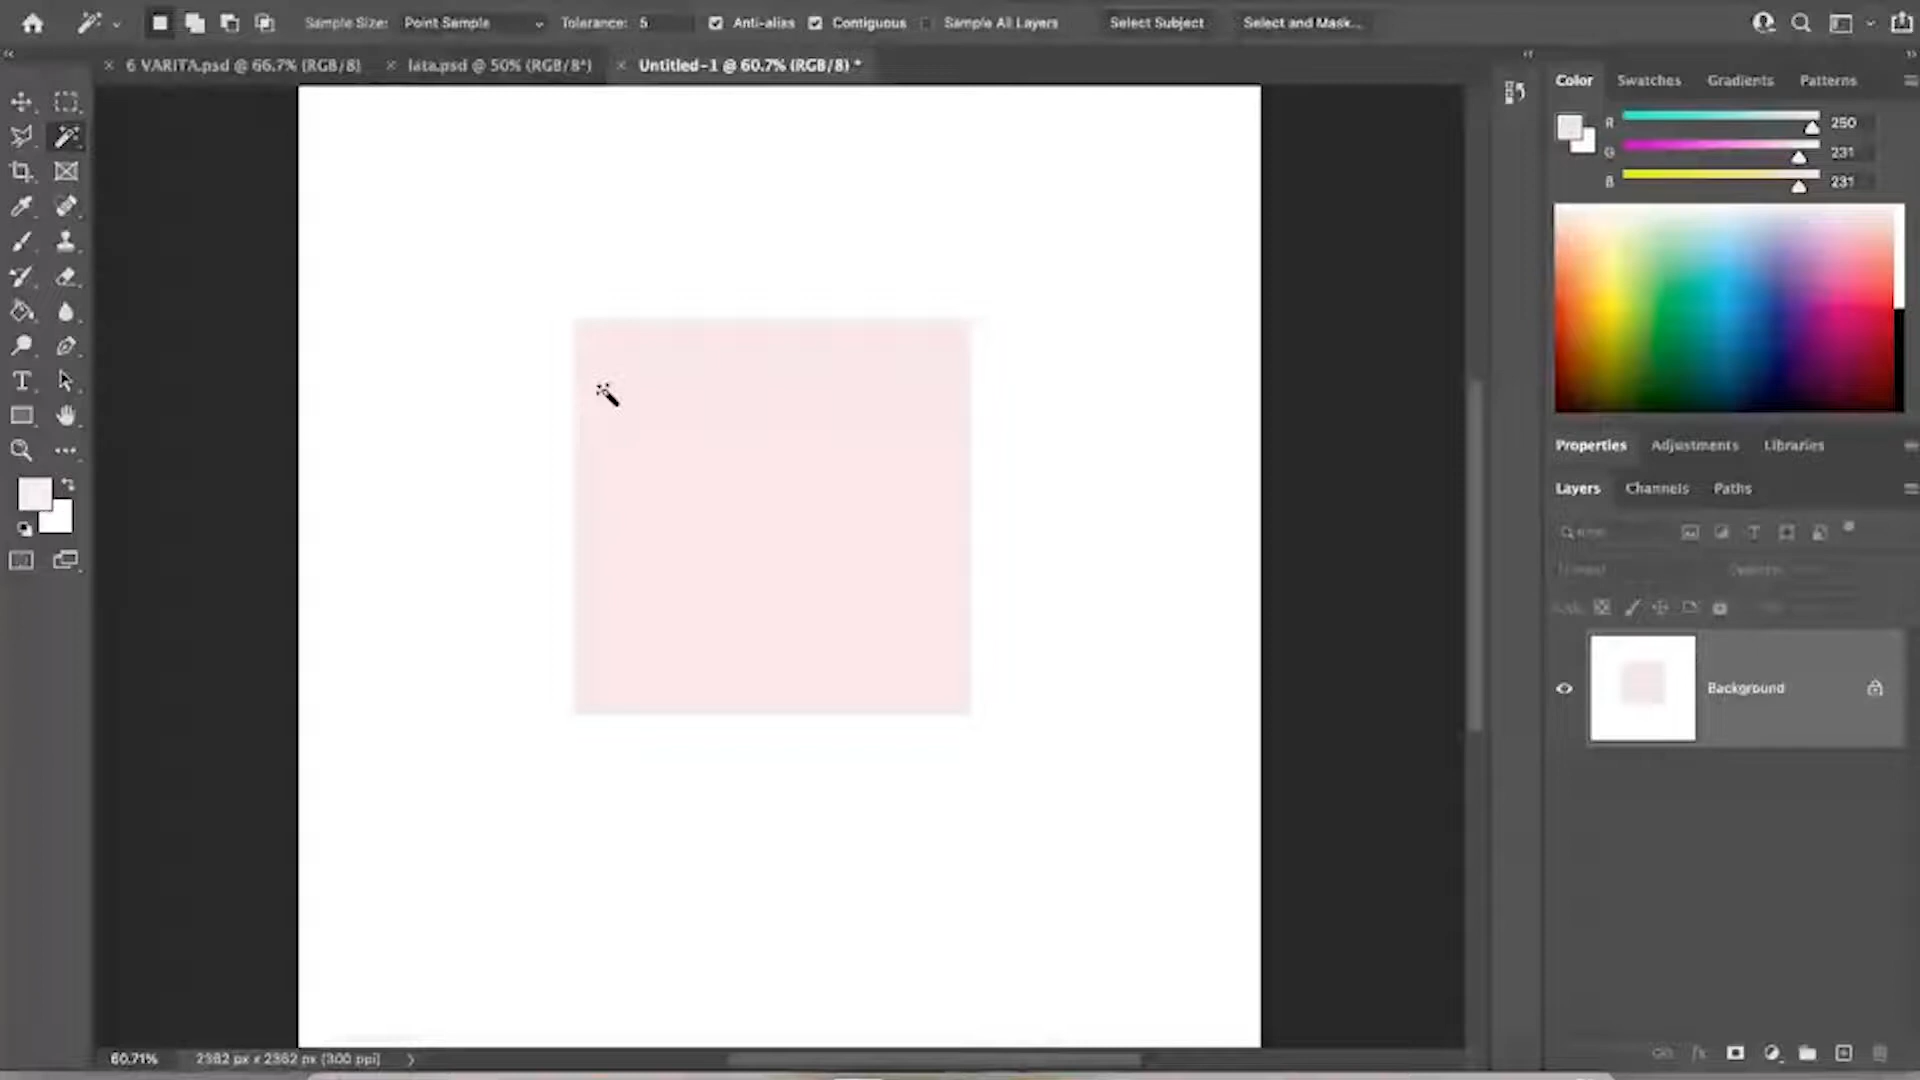 Sample Size: Point Sample Tolerance: 5 Anti-alias Contiguous Sample All Layers Select Subject Select and Mask...
6 VARITA.psd @ 66.7% (RGB/8) lata.psd @ 50% (RGB/8*) Untitled-1 @ 60.7% (RGB/8) *
Color Swatches Gradients Patterns
R 250
G 231
B 231
Properties Adjustments Libraries
Layers Channels Paths
Background
60.71% 2362 px x 2362 px (300 ppi)